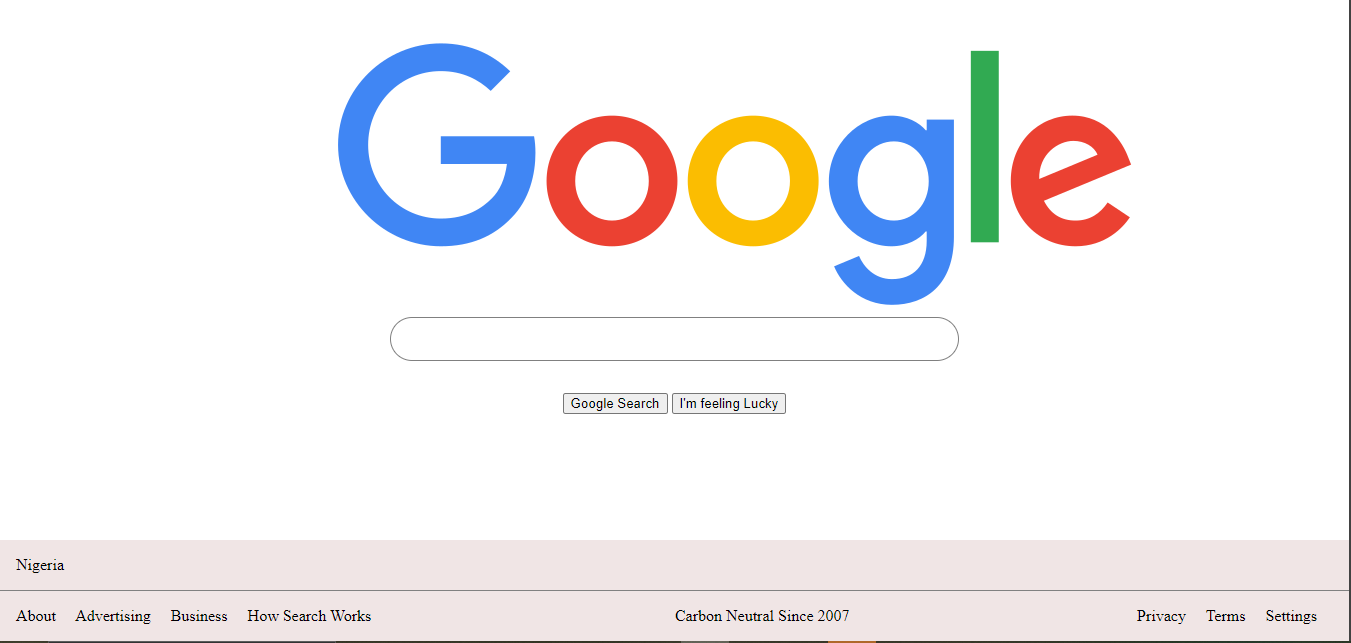 Google
Google Search I'm feeling Lucky
Nigeria
About Advertising Business How Search Works Carbon Neutral Since 2007 Privacy Terms Settings